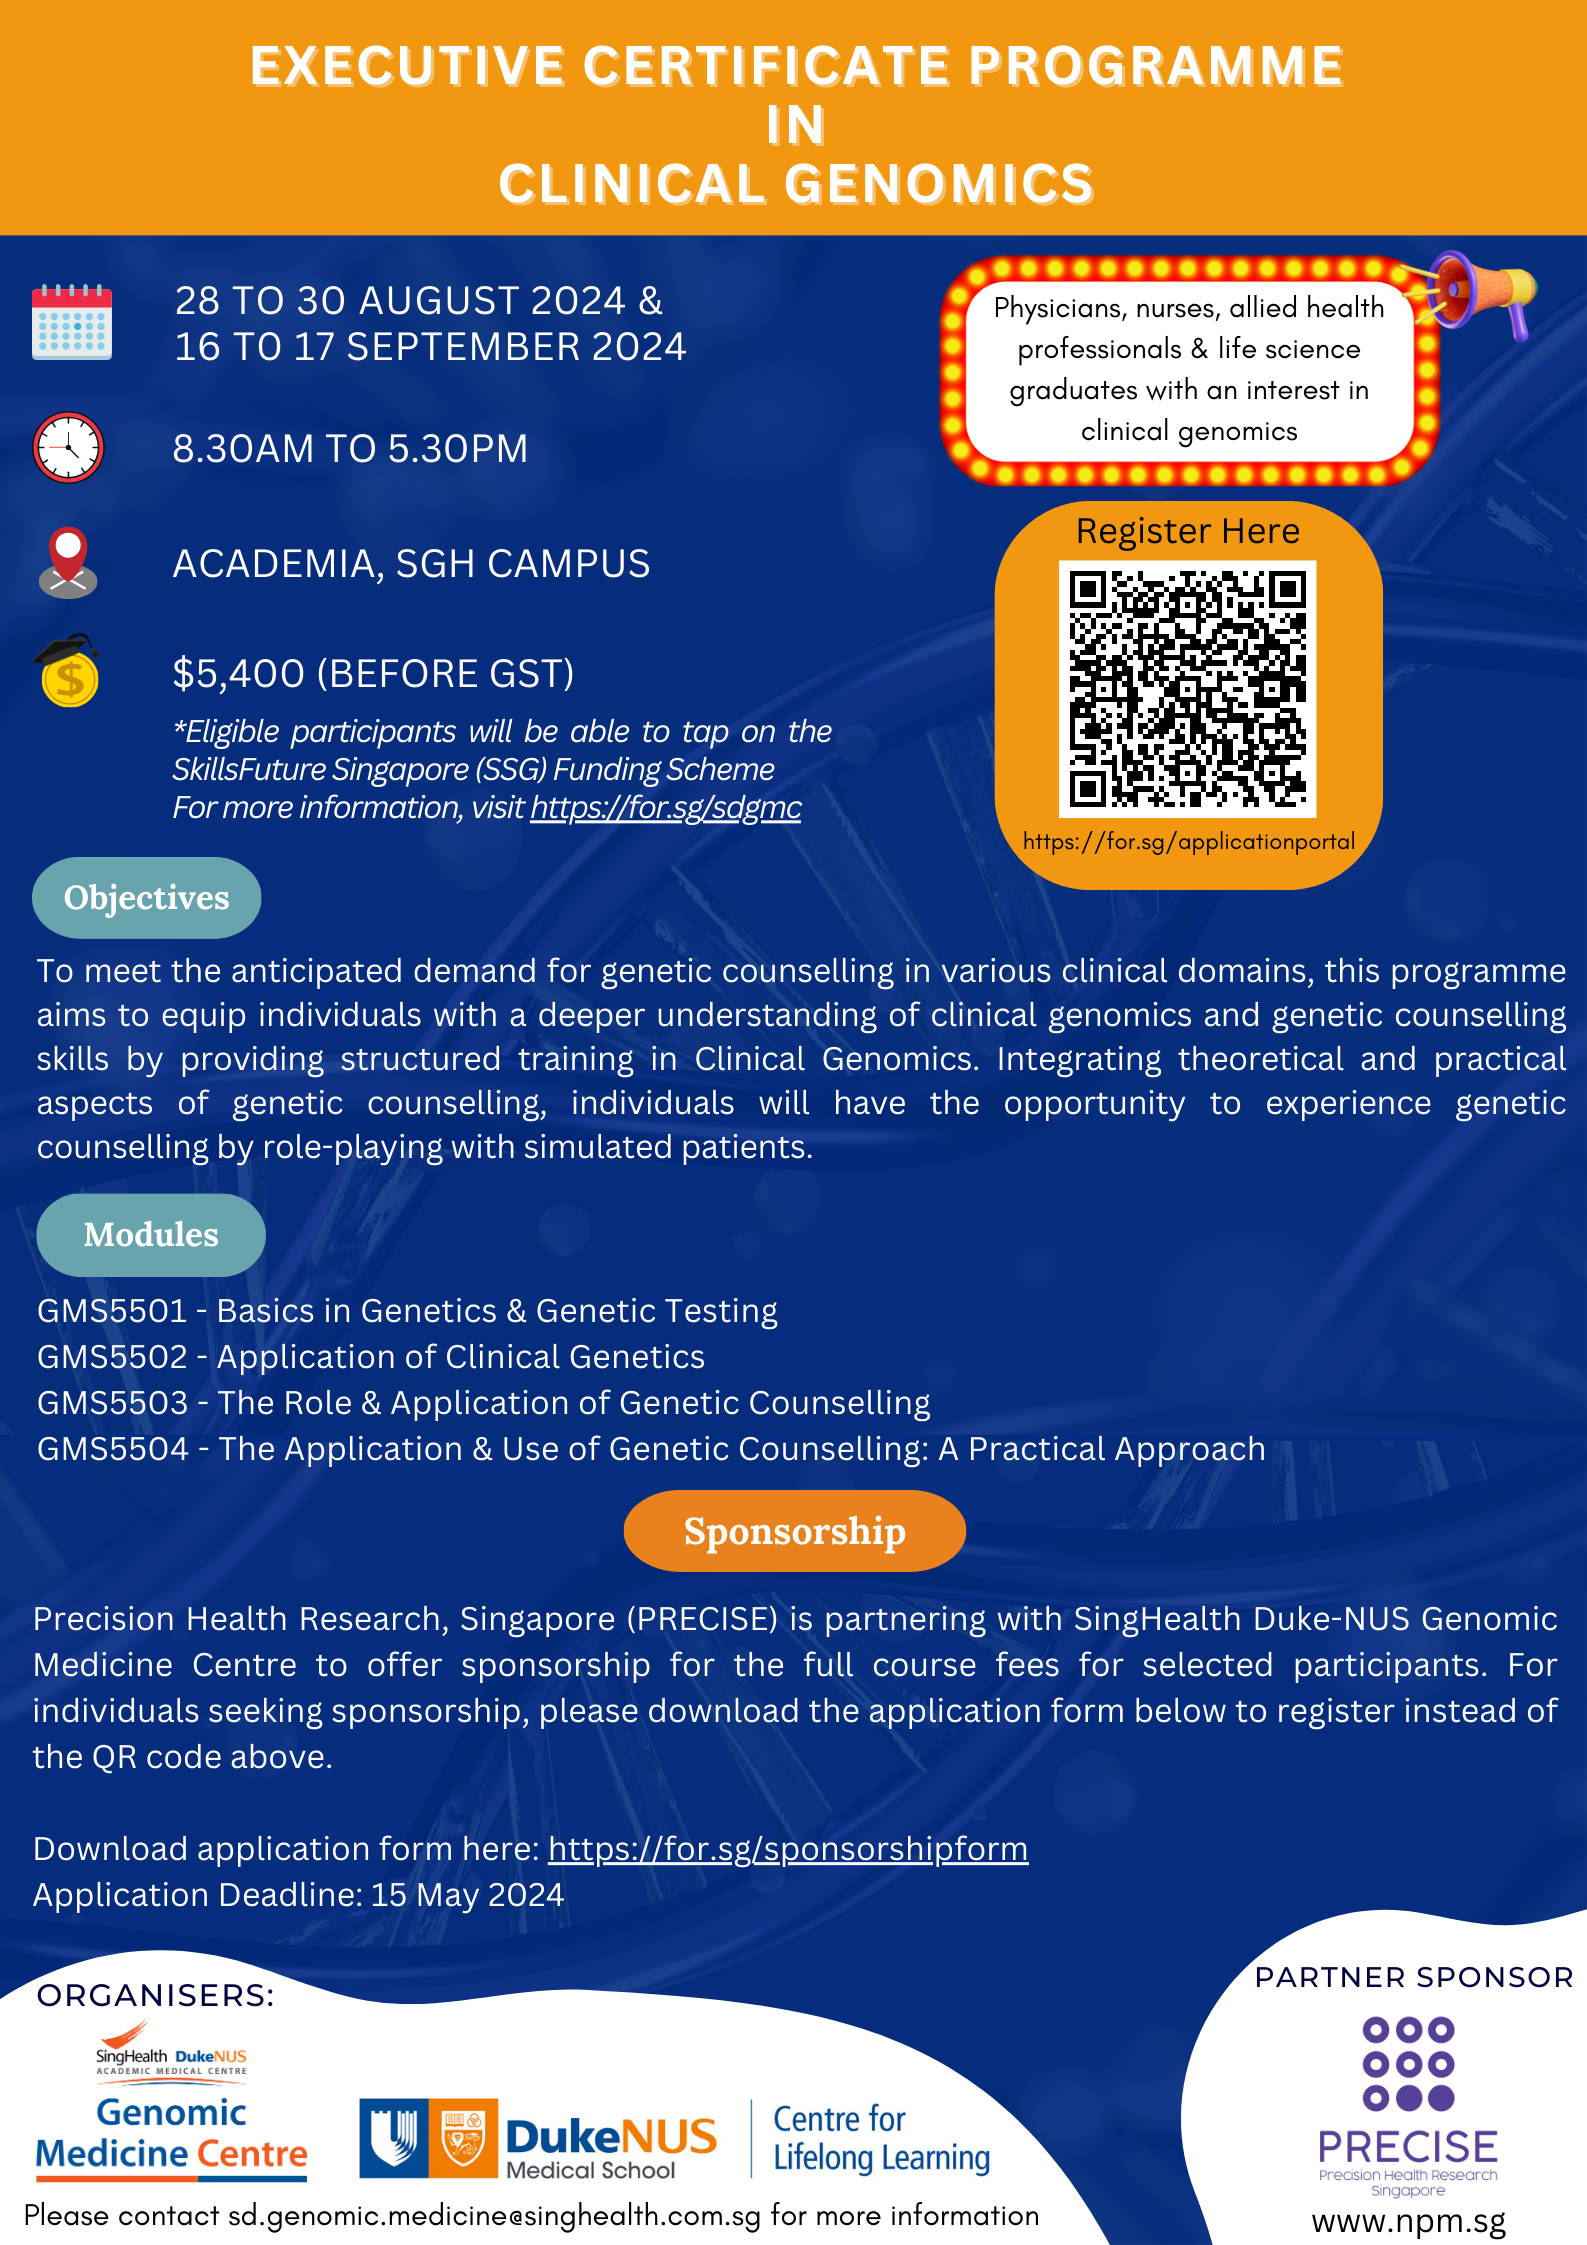 EXECUTIVE CERTIFICATE PROGRAMME
IN
CLINICAL GENOMICS
28 TO 30 AUGUST 2024 &
16 TO 17 SEPTEMBER 2024
8.30AM TO 5.30PM
ACADEMIA, SGH CAMPUS
$5,400 (BEFORE GST)
*Eligible participants will be able to tap on the
SkillsFuture Singapore (SSG) Funding Scheme
For more information, visit https://for.sg/sdgmc
Physicians, nurses, allied health
professionals & life science
graduates with an interest in
clinical genomics
Register Here
https://for.sg/applicationportal
Objectives
To meet the anticipated demand for genetic counselling in various clinical domains, this programme
aims to equip individuals with a deeper understanding of clinical genomics and genetic counselling
skills by providing structured training in Clinical Genomics. Integrating theoretical and practical
aspects of genetic counselling, individuals will have the opportunity to experience genetic
counselling by role-playing with simulated patients.
Modules
GMS5501 - Basics in Genetics & Genetic Testing
GMS5502 - Application of Clinical Genetics
GMS5503 - The Role & Application of Genetic Counselling
GMS5504 - The Application & Use of Genetic Counselling: A Practical Approach
Sponsorship
Precision Health Research, Singapore (PRECISE) is partnering with SingHealth Duke-NUS Genomic
Medicine Centre to offer sponsorship for the full course fees for selected participants. For
individuals seeking sponsorship, please download the application form below to register instead of
the QR code above.
Download application form here: https://for.sg/sponsorshipform
Application Deadline: 15 May 2024
ORGANISERS:
SingHealth DukeNUS
ACADEMIC MEDICAL CENTRE
Genomic
Medicine Centre
DukeNUS
Medical School
Centre for
Lifelong Learning
Please contact sd.genomic.medicine@singhealth.com.sg for more information
PARTNER SPONSOR
PRECISE
Precision Health Research
Singapore
www.npm.sg